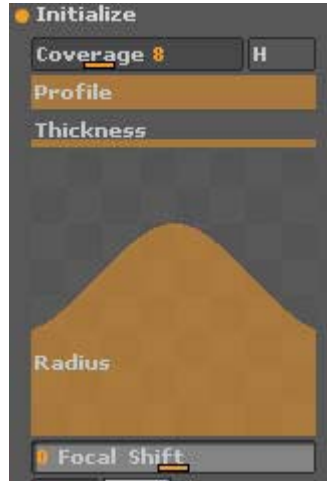 Initialize
Coverage 8 H
Profile
Thickness
Radius
0 Focal Shift